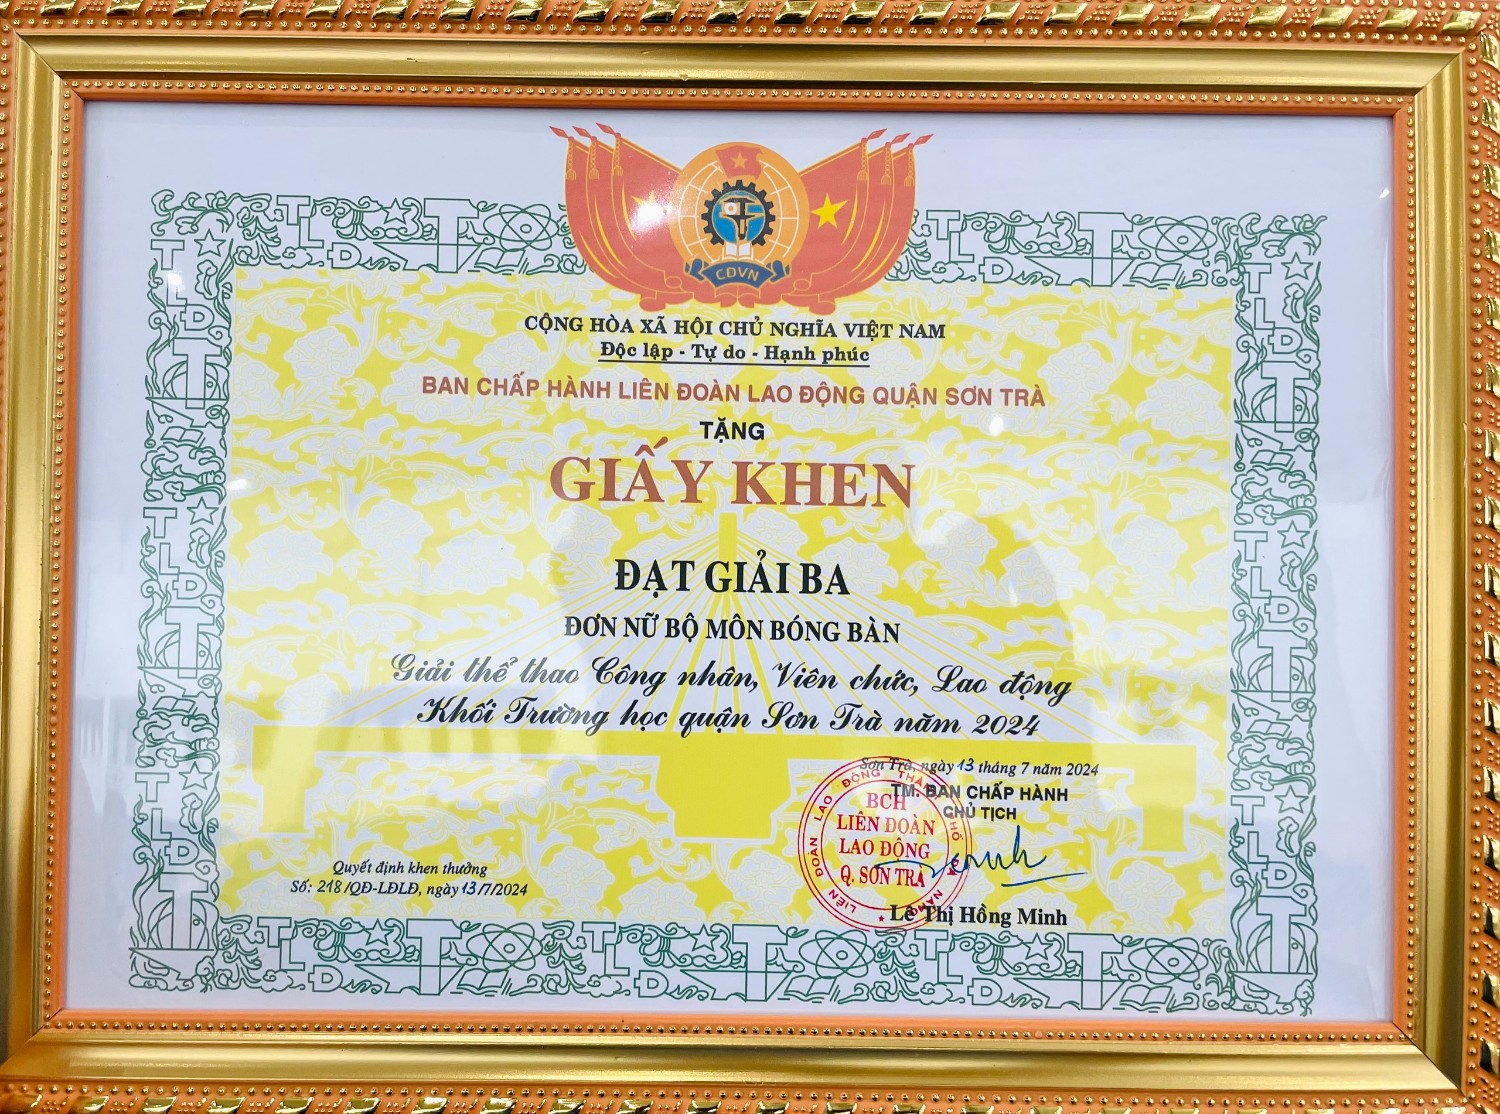 CĐVN
CỘNG HÒA XÃ HỘI CHỦ NGHĨA VIỆT NAM
Độc lập - Tự do - Hạnh phúc
BAN CHẤP HÀNH LIÊN ĐOÀN LAO ĐỘNG QUẬN SƠN TRÀ
TẶNG
GIẤY KHEN
ĐẠT GIẢI BA
ĐƠN NỮ BỘ MÔN BÓNG BÀN
Giải thể thao Công nhân, Viên chức, Lao động
Khối Trường học quận Sơn Trà năm 2024
Sơn Trà, ngày 13 tháng 7 năm 2024
TM. BAN CHẤP HÀNH
CHỦ TỊCH
BCH
LIÊN ĐOÀN
LAO ĐỘNG
Q. SƠN TRÀ
Lê Thị Hồng Minh
Quyết định khen thưởng
Số: 218/QĐ-LĐLĐ, ngày 13/7/2024